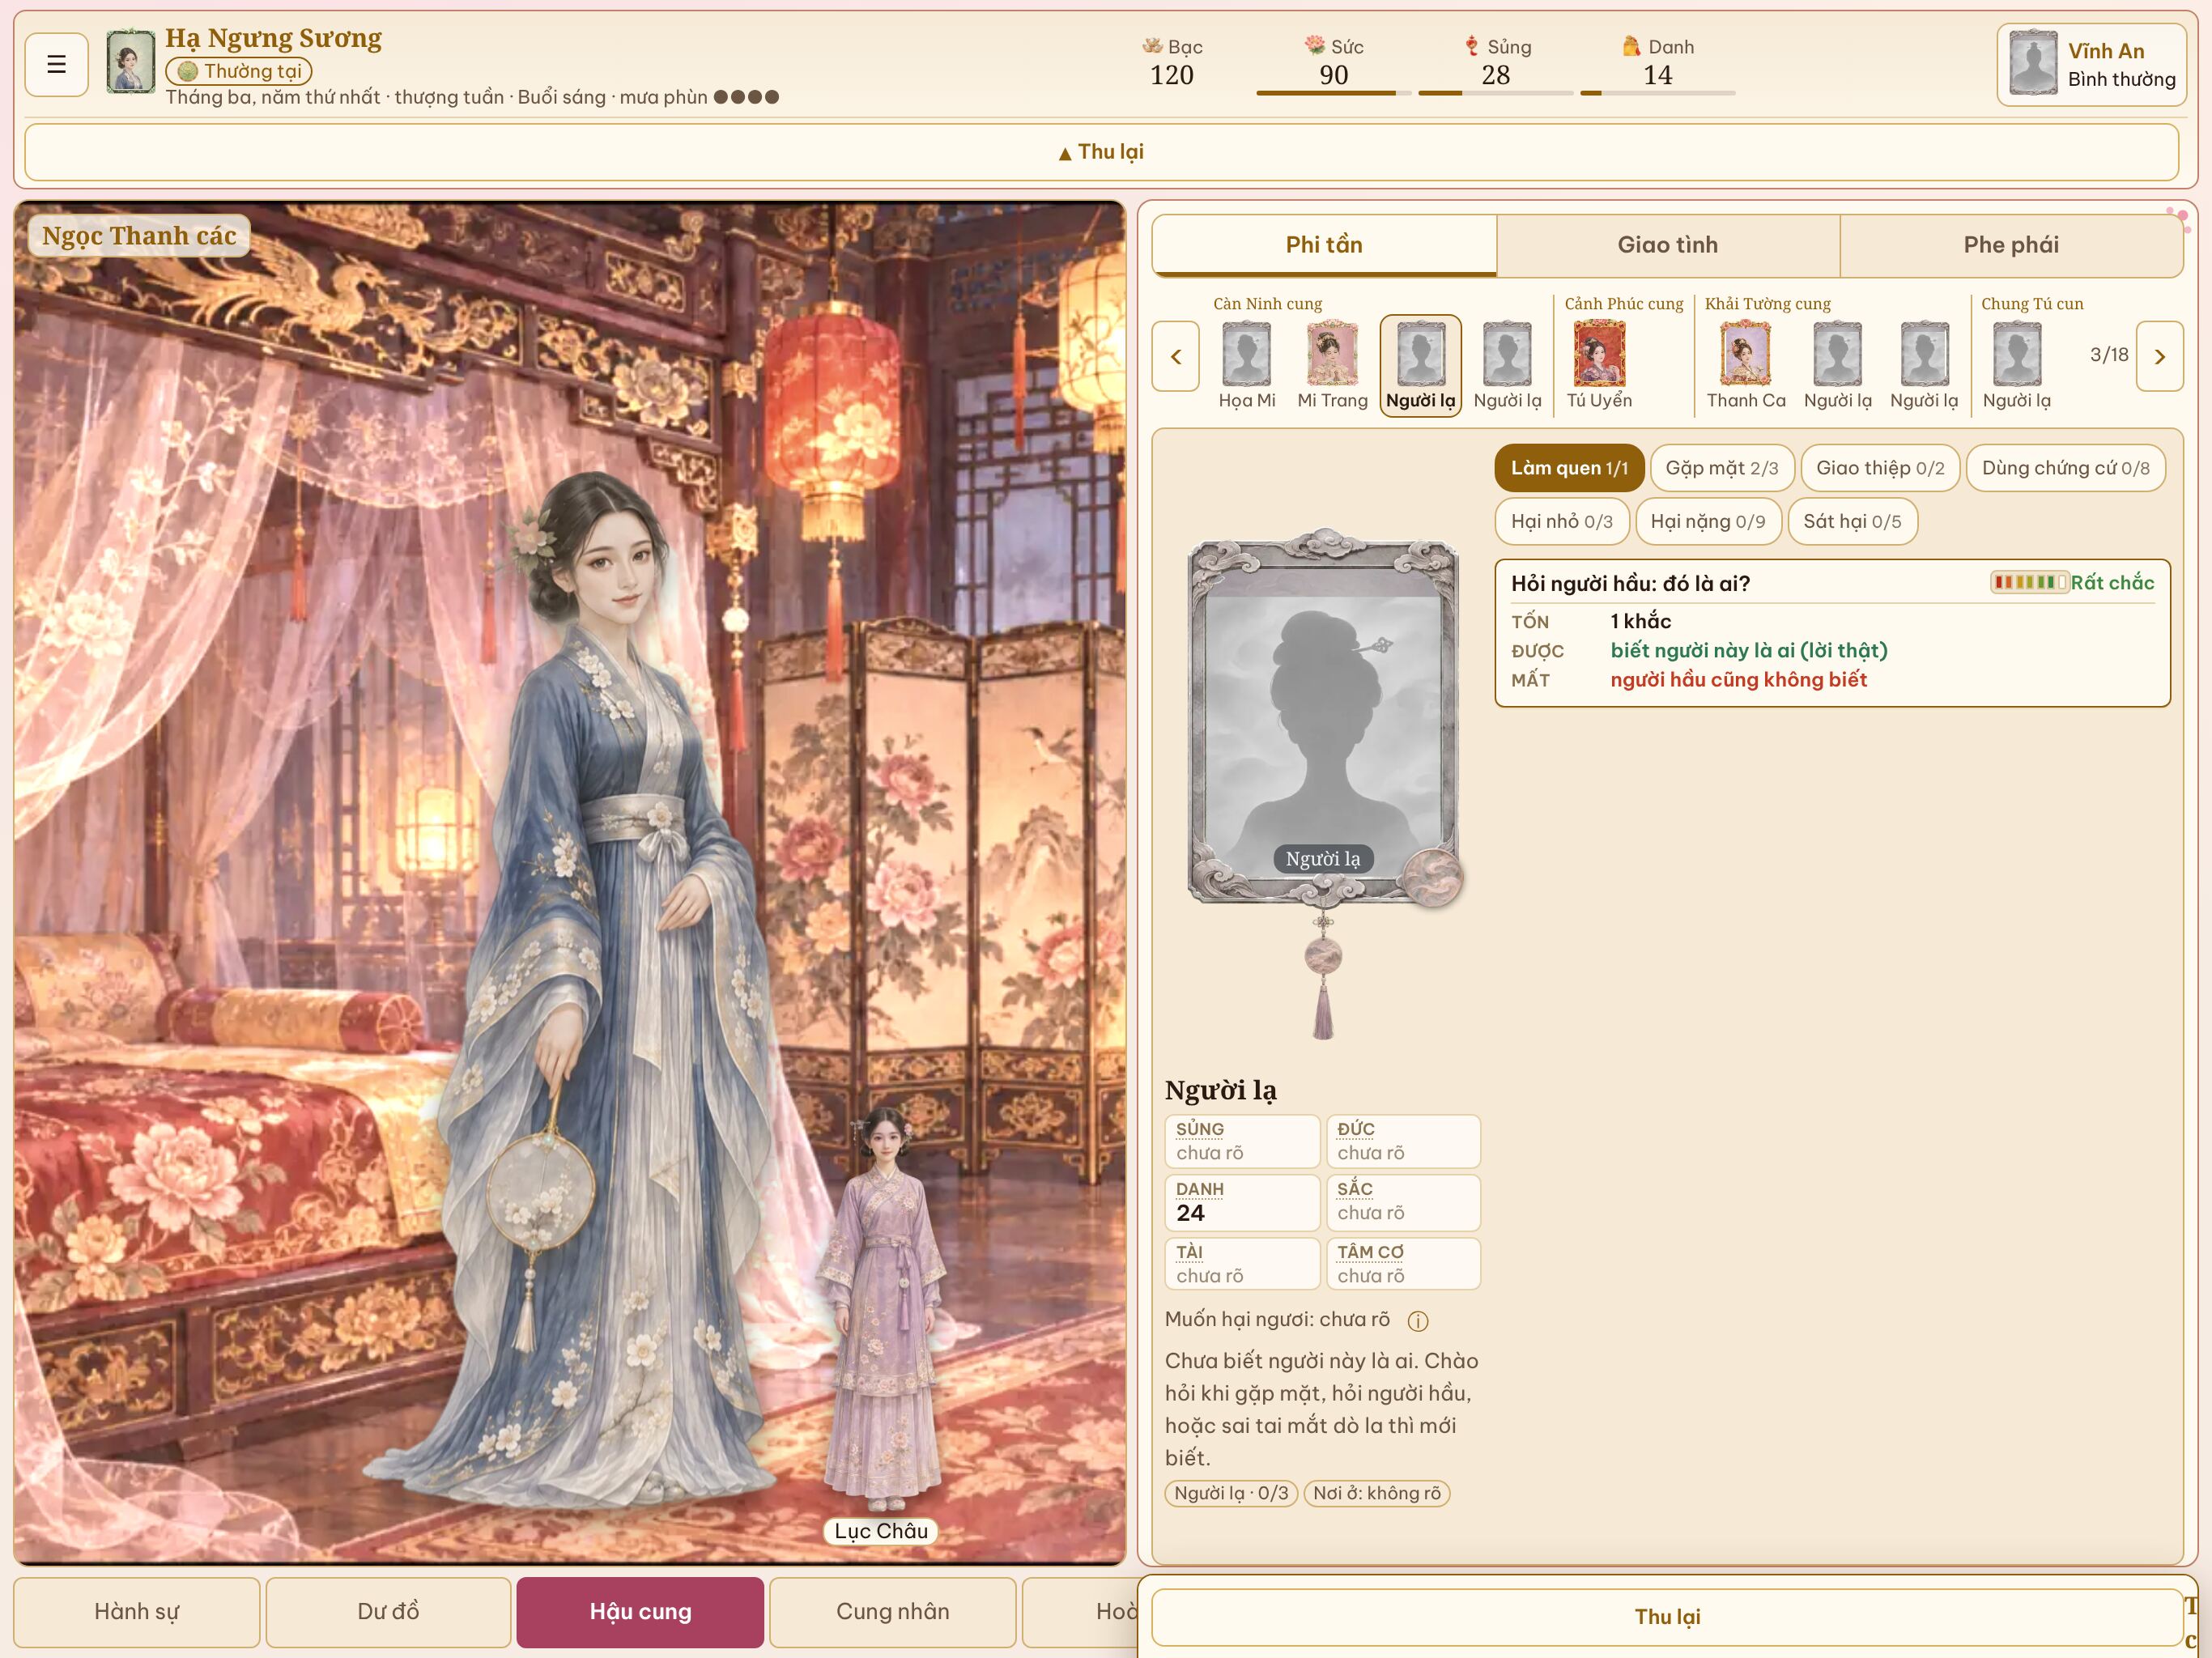 ☰
Hạ Ngưng Sương
Thường tại
Tháng ba, năm thứ nhất · thượng tuần · Buổi sáng · mưa phùn
Bạc
120
Sức
90
Sủng
28
Danh
14
Vĩnh An
Bình thường
▲ Thu lại
Ngọc Thanh các
Lục Châu
Phi tần
Giao tình
Phe phái
Càn Ninh cung
Cảnh Phúc cung
Khải Tường cung
Chung Tú cun
Họa Mi
Mi Trang
Người lạ
Người lạ
Tú Uyển
Thanh Ca
Người lạ
Người lạ
Người lạ
3/18
Người lạ
Người lạ
SỦNG
chưa rõ
ĐỨC
chưa rõ
DANH
24
SẮC
chưa rõ
TÀI
chưa rõ
TÂM CƠ
chưa rõ
Muốn hại ngươi: chưa rõ ⓘ
Chưa biết người này là ai. Chào
hỏi khi gặp mặt, hỏi người hầu,
hoặc sai tai mắt dò la thì mới
biết.
Người lạ · 0/3
Nơi ở: không rõ
Làm quen 1/1
Gặp mặt 2/3
Giao thiệp 0/2
Dùng chứng cứ 0/8
Hại nhỏ 0/3
Hại nặng 0/9
Sát hại 0/5
Hỏi người hầu: đó là ai?
Rất chắc
TỐN 1 khắc
ĐƯỢC biết người này là ai (lời thật)
MẤT người hầu cũng không biết
Hành sự
Dư đồ
Hậu cung
Cung nhân
Hoà
Thu lại
T
c